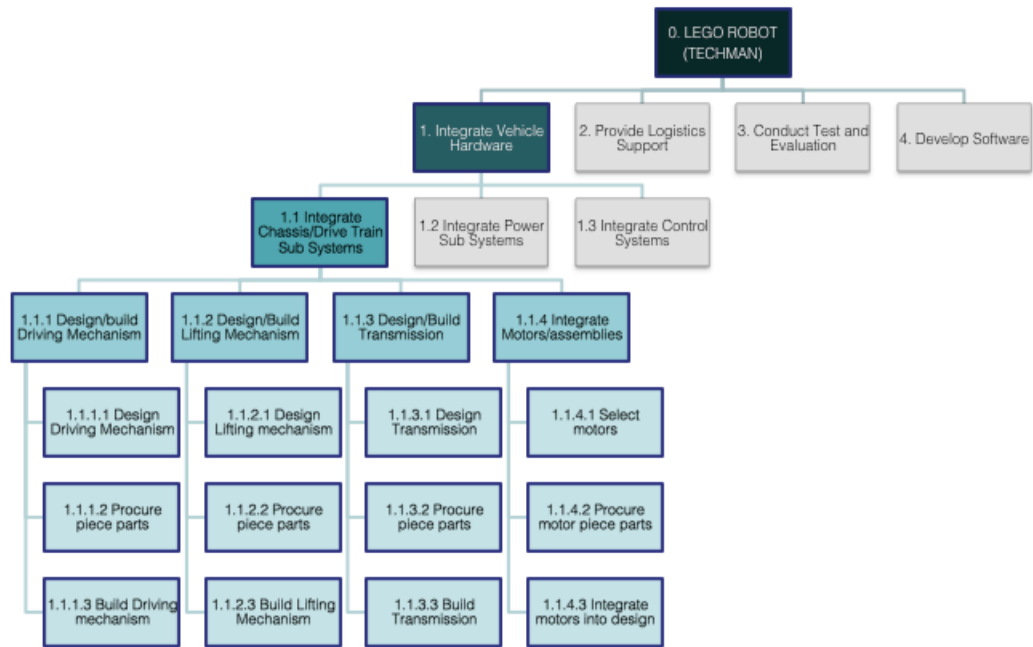 0. LEGO ROBOT
(TECHMAN)
1. Integrate Vehicle
Hardware
2. Provide Logistics
Support
3. Conduct Test and
Evaluation
4. Develop Software
1.1 Integrate
Chassis/Drive Train
Sub Systems
1.2 Integrate Power
Sub Systems
1.3 Integrate Control
Systems
1.1.1 Design/build
Driving Mechanism
1.1.2 Design/Build
Lifting Mechanism
1.1.3 Design/Build
Transmission
1.1.4 Integrate
Motors/assemblies
1.1.1.1 Design
Driving Mechanism
1.1.2.1 Design
Lifting mechanism
1.1.3.1 Design
Transmission
1.1.4.1 Select
motors
1.1.1.2 Procure
piece parts
1.1.2.2 Procure
piece parts
1.1.3.2 Procure
piece parts
1.1.4.2 Procure
motor piece parts
1.1.1.3 Build Driving
mechanism
1.1.2.3 Build Lifting
Mechanism
1.1.3.3 Build
Transmission
1.1.4.3 Integrate
motors into design